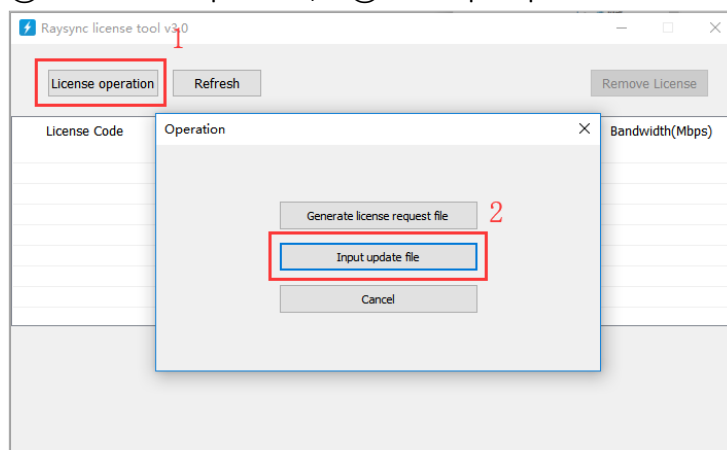 Raysync license tool v3.0
1
License operation Refresh Remove License
License Code Operation Bandwidth(Mbps)
Generate license request file 2
Input update file
Cancel